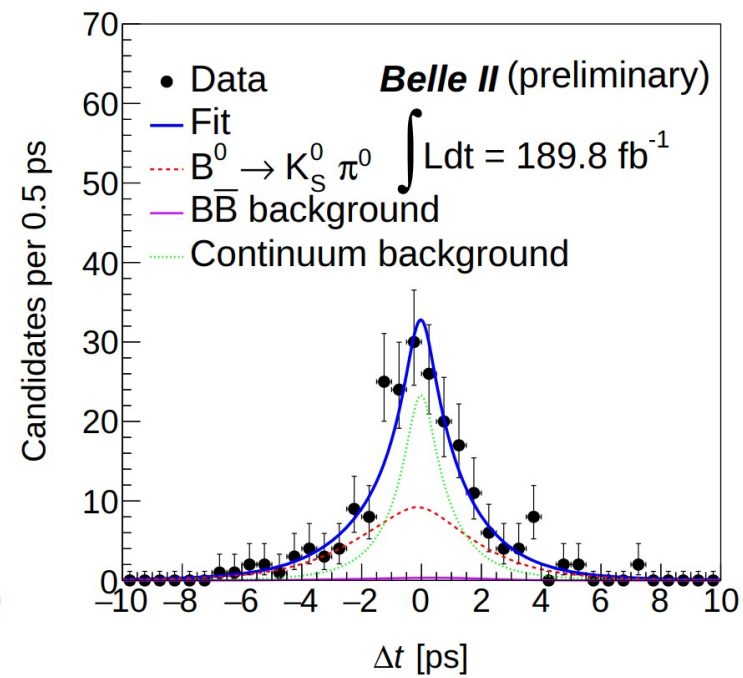 70
60
50
40
30
20
10
0
Candidates per 0.5 ps
Data
Fit
B⁰ → K⁰_S π⁰
BB̅ background
Continuum background
Belle II (preliminary)
∫Ldt = 189.8 fb⁻¹
−10 −8 −6 −4 −2 0 2 4 6 8 10
Δt [ps]